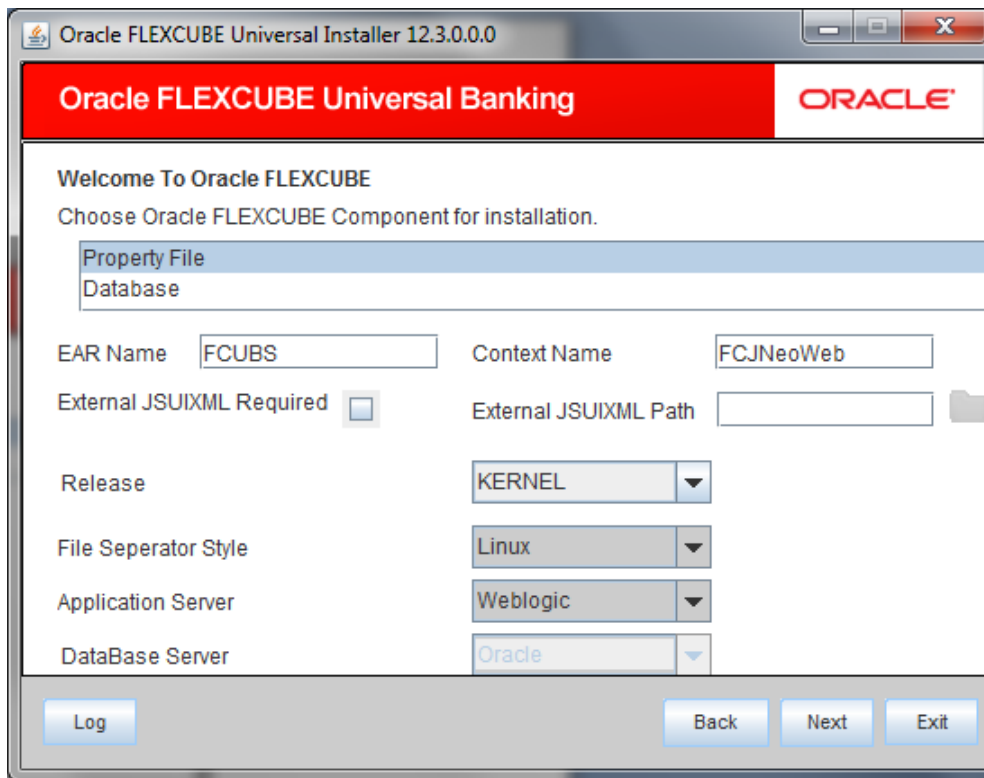 Oracle FLEXCUBE Universal Installer 12.3.0.0.0
Oracle FLEXCUBE Universal Banking
ORACLE
Welcome To Oracle FLEXCUBE
Choose Oracle FLEXCUBE Component for installation.
Property File
Database
EAR Name FCUBS Context Name FCJNeoWeb
External JSUIXML Required External JSUIXML Path
Release KERNEL
File Seperator Style Linux
Application Server Weblogic
DataBase Server Oracle
Log Back Next Exit